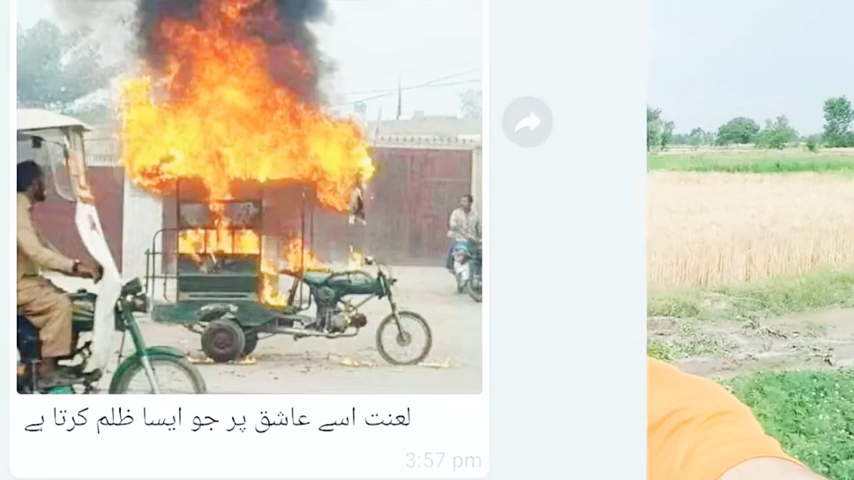 لعنت اسے عاشق پر جو ایسا ظلم کرتا ہے
3:57 pm